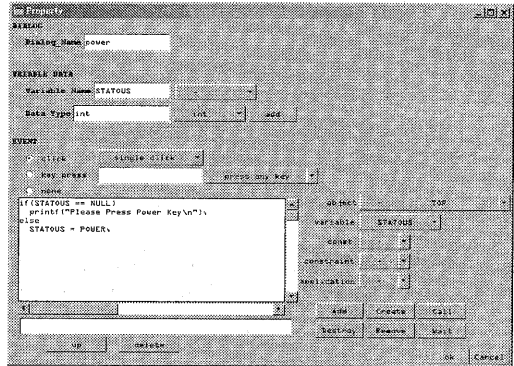 Property
DIALOG
Dialog_Name power
VARIABLE DATA
Variable Name STATOUS
Data Type int int add
EVENT
click single click
key press press any key
none
if(STATOUS == NULL)
printf("Please Press Power Key\n");
else
STATOUS = POWER;
object - TOP
variable STATOUS
const -
constraint -
application -
add Create Call
Destroy Remove Wait
up delete
ok Cancel